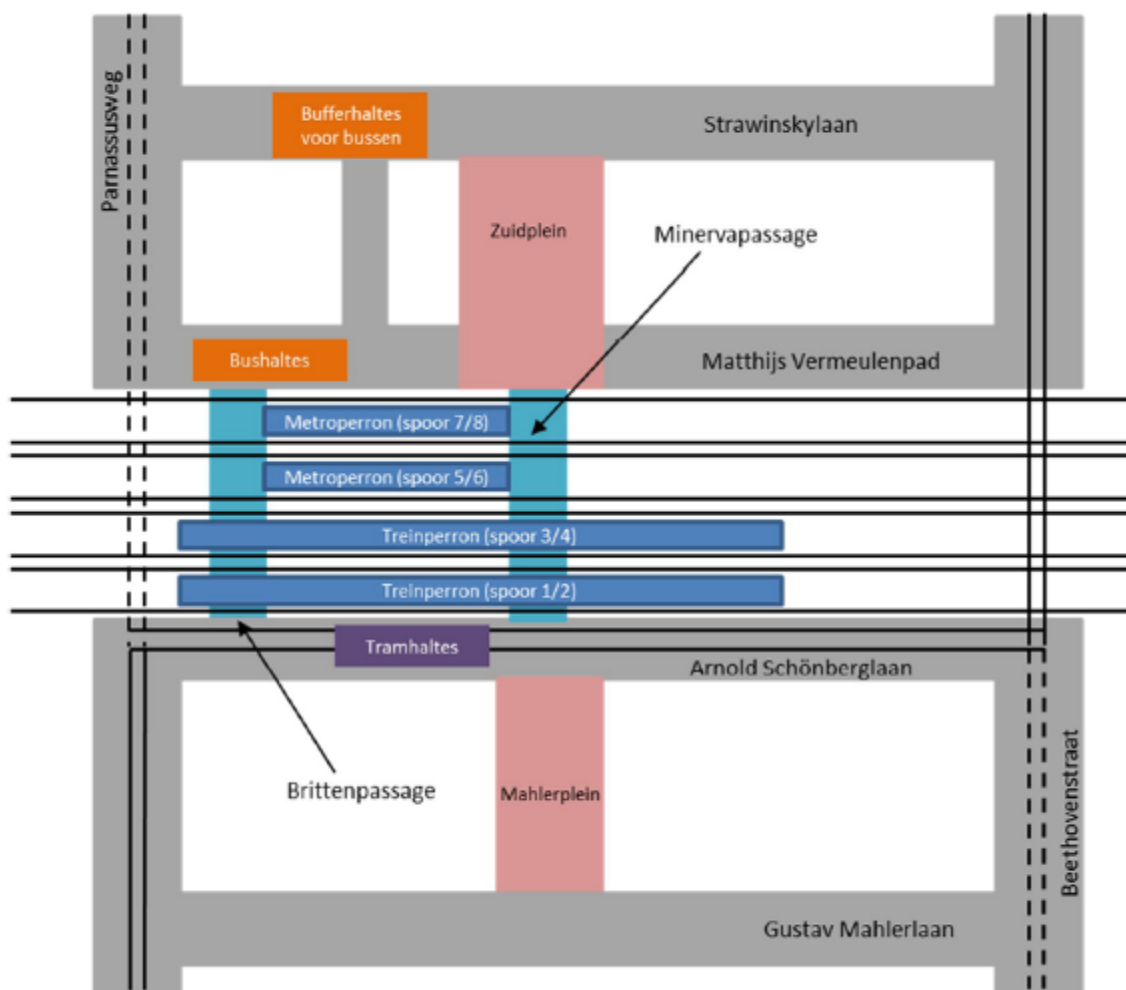 Parnassusweg
Bufferhaltes
voor bussen
Strawinskylaan
Zuidplein
Minervapassage
Bushaltes
Matthijs Vermeulenpad
Metroperron (spoor 7/8)
Metroperron (spoor 5/6)
Treinperron (spoor 3/4)
Treinperron (spoor 1/2)
Tramhaltes
Arnold Schönberglaan
Brittenpassage
Mahlerplein
Beethovenstraat
Gustav Mahlerlaan